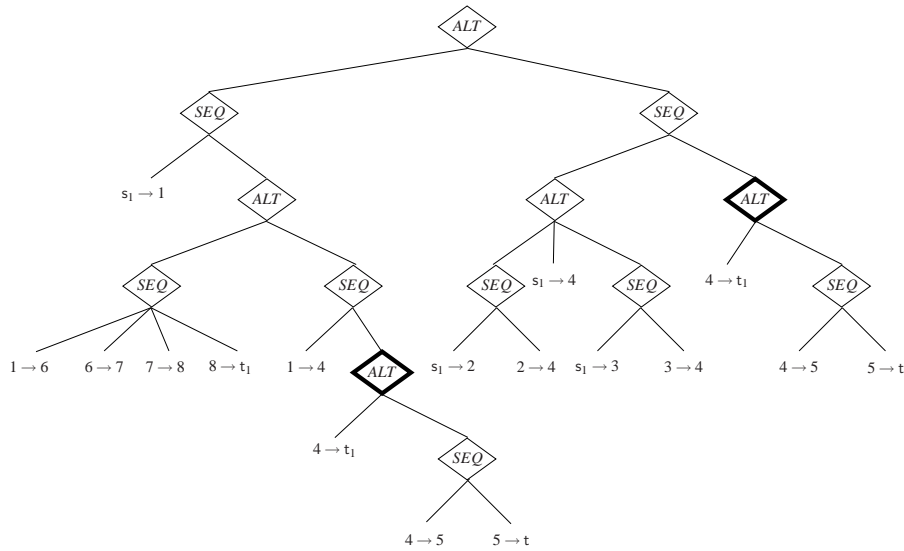 ALT
SEQ SEQ
s₁ → 1 ALT ALT ALT
SEQ SEQ SEQ s₁ → 4 SEQ 4 → t₁ SEQ
1 → 6 6 → 7 7 → 8 8 → t₁ 1 → 4 ALT s₁ → 2 2 → 4 s₁ → 3 3 → 4 4 → 5 5 → t
4 → t₁ SEQ
4 → 5 5 → t